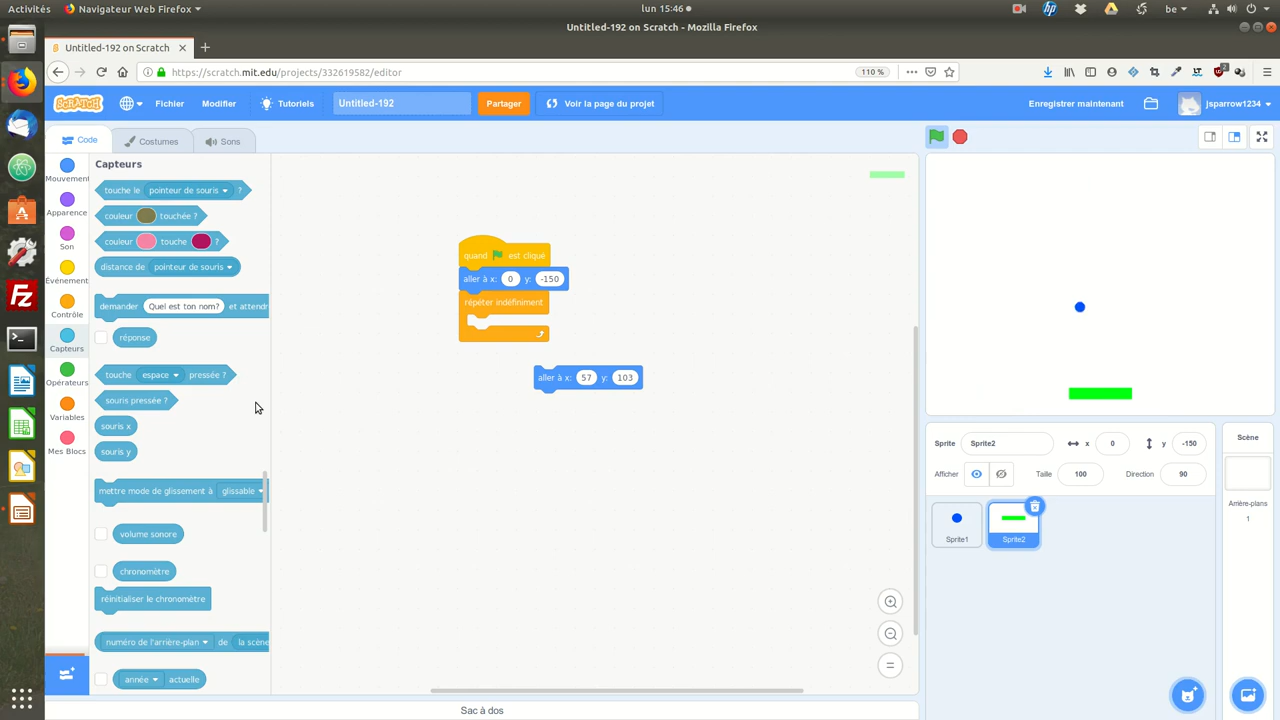 Activités
Navigateur Web Firefox
lun 15:46
be
Untitled-192 on Scratch - Mozilla Firefox
Untitled-192 on Scratch
https://scratch.mit.edu/projects/332619582/editor
110 %
SCRATCH
Fichier
Modifier
Tutoriels
Untitled-192
Partager
Voir la page du projet
Enregistrer maintenant
jsparrow1234
Code
Costumes
Sons
Mouvement
Apparence
Son
Événement
Contrôle
Capteurs
Opérateurs
Variables
Mes Blocs
Capteurs
touche le pointeur de souris ?
couleur touchée ?
couleur touche ?
distance de pointeur de souris
demander Quel est ton nom? et attendr
réponse
touche espace pressée ?
souris pressée ?
souris x
souris y
mettre mode de glissement à glissable
volume sonore
chronomètre
réinitialiser le chronomètre
numéro de l'arrière-plan de la scène
année actuelle
quand est cliqué
aller à x: 0 y: -150
répéter indéfiniment
aller à x: 57 y: 103
Sac à dos
Sprite
Sprite2
x
0
y
-150
Afficher
Taille
100
Direction
90
Sprite1
Sprite2
Scène
Arrière-plans
1